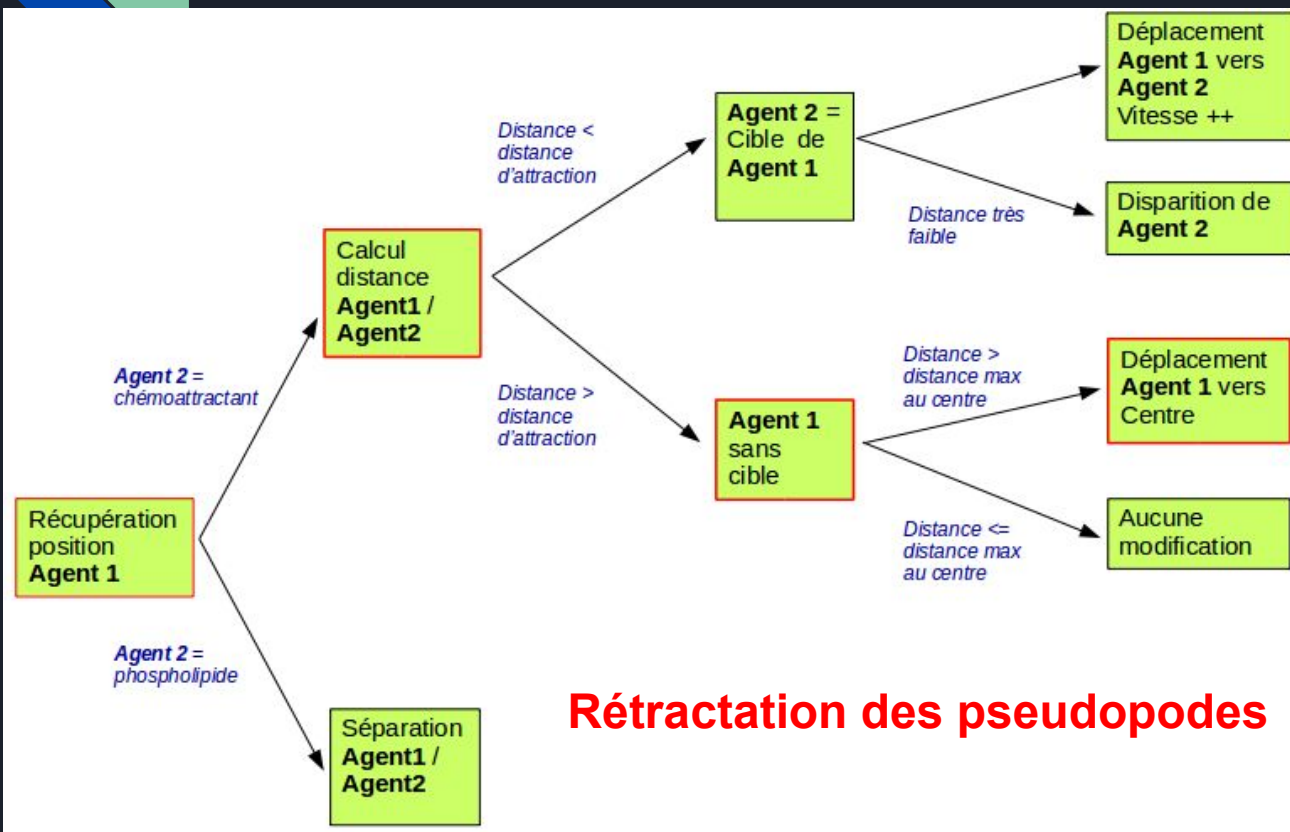 Récupération
position
Agent 1
Agent 2 =
chémoattractant
Agent 2 =
phospholipide
Calcul
distance
Agent1 /
Agent2
Séparation
Agent1 /
Agent2
Distance <
distance
d'attraction
Distance >
distance
d'attraction
Agent 2 =
Cible de
Agent 1
Agent 1
sans
cible
Distance très
faible
Distance >
distance max
au centre
Distance <=
distance max
au centre
Déplacement
Agent 1 vers
Agent 2
Vitesse ++
Disparition de
Agent 2
Déplacement
Agent 1 vers
Centre
Aucune
modification
Rétractation des pseudopodes